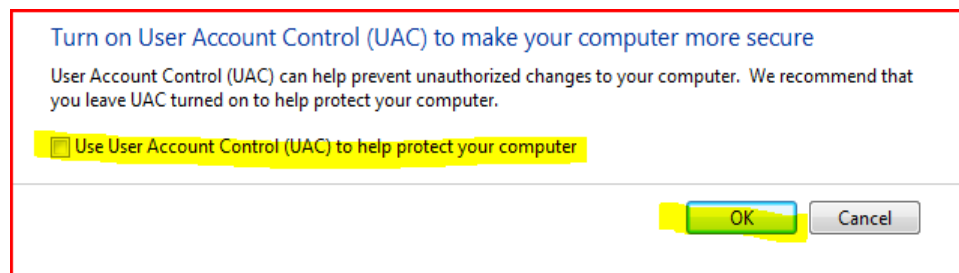 Turn on User Account Control (UAC) to make your computer more secure
User Account Control (UAC) can help prevent unauthorized changes to your computer.  We recommend that
you leave UAC turned on to help protect your computer.
Use User Account Control (UAC) to help protect your computer
OK Cancel